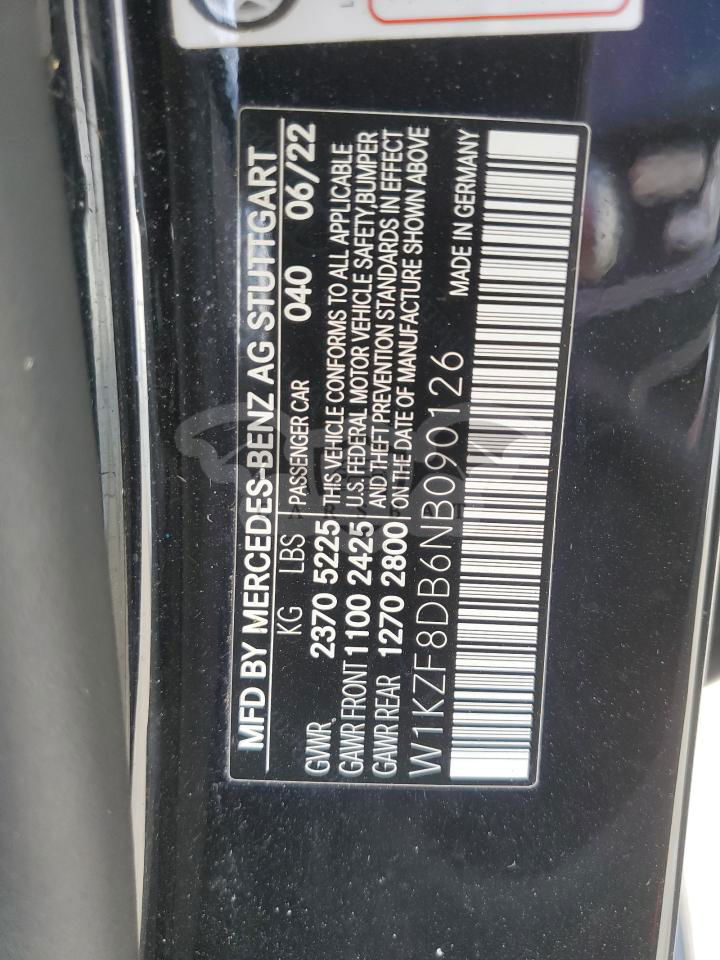 MFD BY MERCEDES-BENZ AG STUTTGART
KG LBS PASSENGER CAR 040 06/22
GVWR 2370 5225 THIS VEHICLE CONFORMS TO ALL APPLICABLE
GAWR FRONT 1100 2425 U.S. FEDERAL MOTOR VEHICLE SAFETY,BUMPER
GAWR REAR 1270 2800 AND THEFT PREVENTION STANDARDS IN EFFECT
ON THE DATE OF MANUFACTURE SHOWN ABOVE
W1KZF8DB6NB090126 MADE IN GERMANY